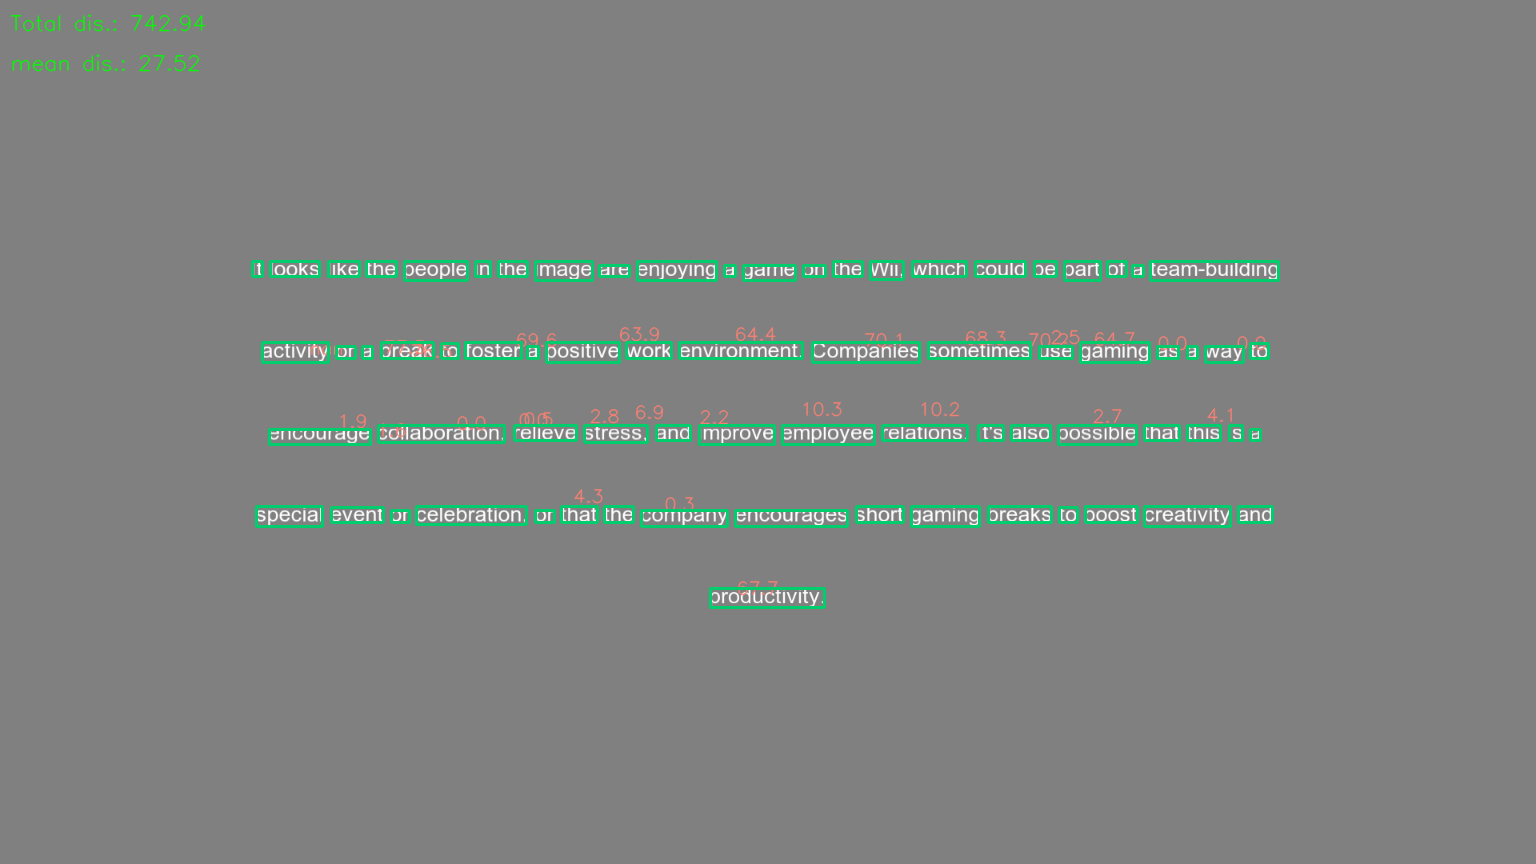 Total dis.: 742.94
mean dis.: 27.52
It looks like the people in the image are enjoying a game on the Wii, which could be part of a team-building
69.6 63.9 64.4 70.1 68.3 64.7 0.0 0.0
activity or a break to foster a positive work environment. Companies sometimes use gaming as a way to
1.9 0.0 2.8 6.9 2.2 10.3 10.2 2.7 4.1
encourage collaboration, relieve stress, and improve employee relations. It's also possible that this is a
4.3 0.3
special event or celebration, or that the company encourages short gaming breaks to boost creativity and
67.7
productivity.